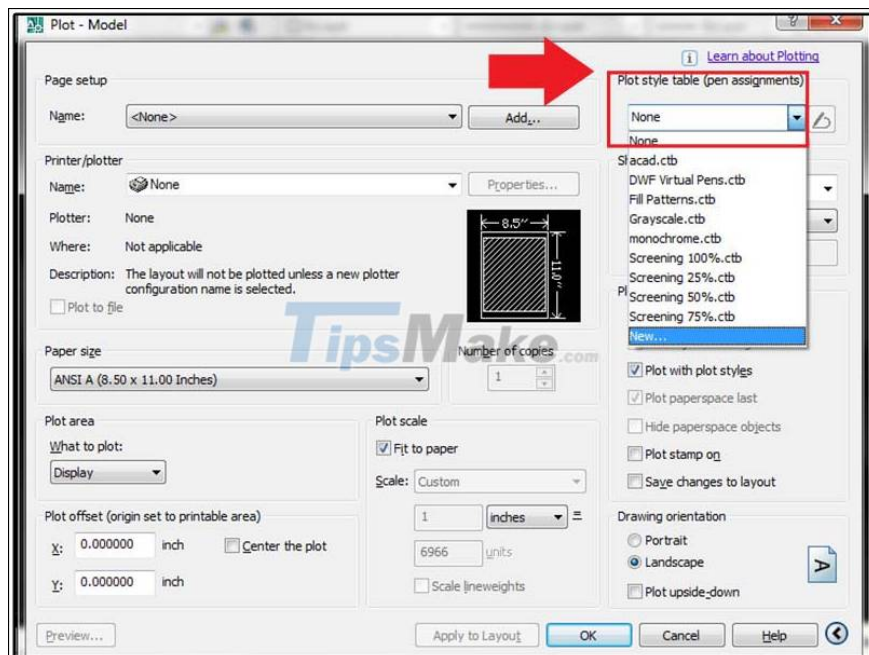 Plot - Model
Learn about Plotting
Page setup
Name: <None> Add...
Plot style table (pen assignments)
None
None
acad.ctb
DWF Virtual Pens.ctb
Fill Patterns.ctb
Grayscale.ctb
monochrome.ctb
Screening 100%.ctb
Screening 25%.ctb
Screening 50%.ctb
Screening 75%.ctb
New...
Printer/plotter
Name: None Properties...
Plotter: None
Where: Not applicable
Description: The layout will not be plotted unless a new plotter
configuration name is selected.
Plot to file
8.5''
11.0''
TipsMake.com
Paper size
ANSI A (8.50 x 11.00 Inches)
Number of copies
1
Plot area
What to plot:
Display
Plot scale
Fit to paper
Scale: Custom
1 inches =
6966 units
Scale lineweights
Plot offset (origin set to printable area)
X: 0.000000 inch Center the plot
Y: 0.000000 inch
Plot with plot styles
Plot paperspace last
Hide paperspace objects
Plot stamp on
Save changes to layout
Drawing orientation
Portrait
Landscape
Plot upside-down
A
Preview... Apply to Layout OK Cancel Help